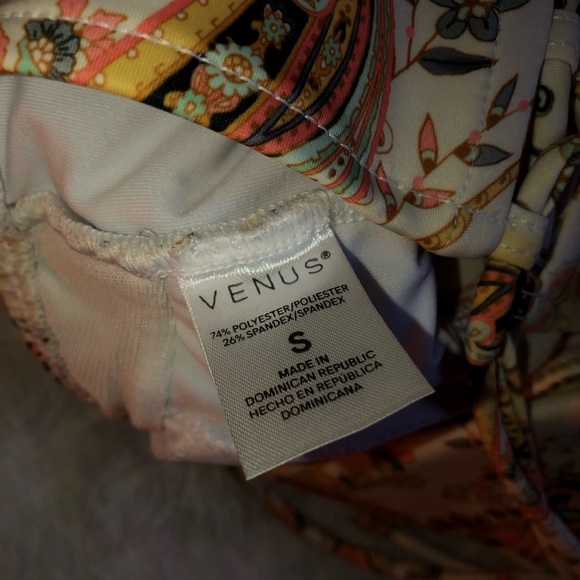 VENUS®
74% POLYESTER/POLIESTER
26% SPANDEX/SPANDEX
S
MADE IN
DOMINICAN REPUBLIC
HECHO EN REPÚBLICA
DOMINICANA